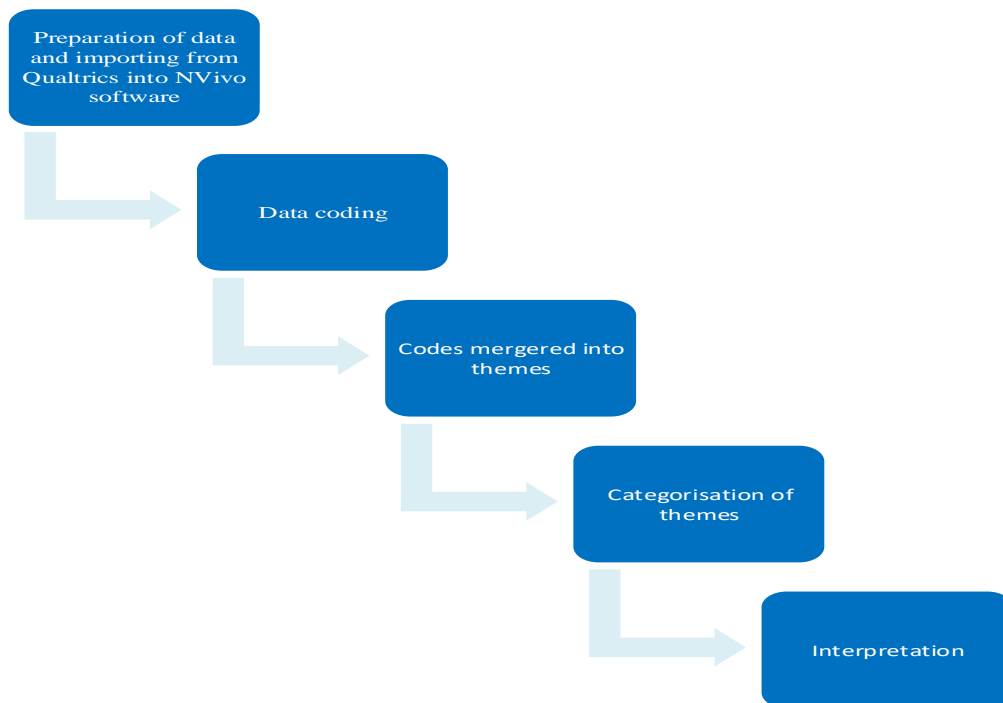 Preparation of data
and importing from
Qualtrics into NVivo
software
Data coding
Codes mergered into
themes
Categorisation of
themes
Interpretation